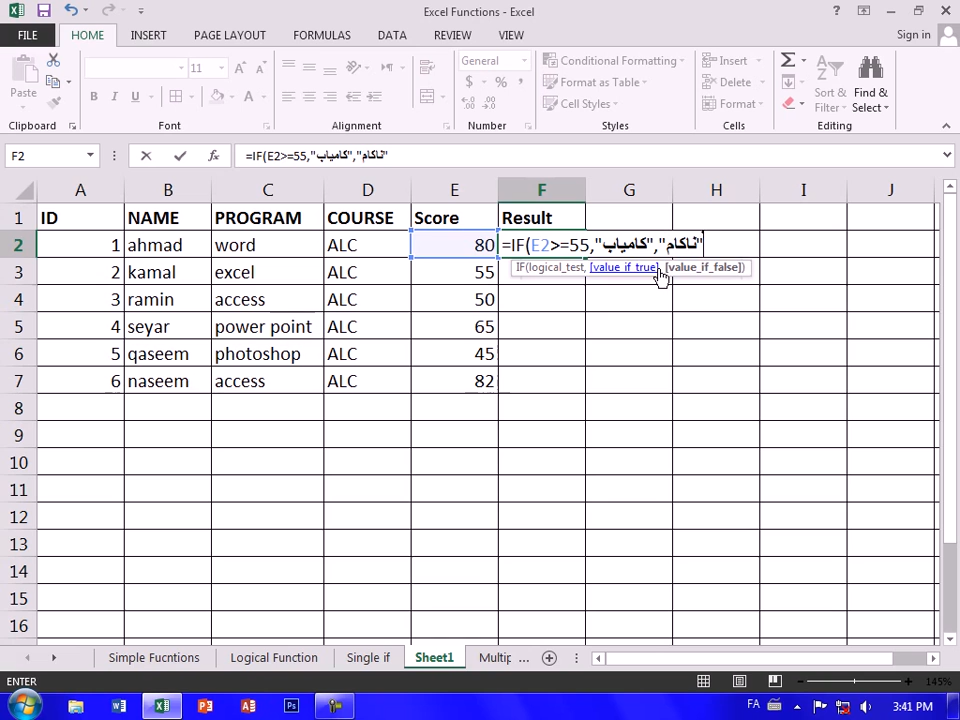 Excel Functions - Excel
FILE HOME INSERT PAGE LAYOUT FORMULAS DATA REVIEW VIEW Sign in
Paste 11 General Conditional Formatting Insert Sort & Find &
B I U $ % Format as Table Delete Filter Select
Cell Styles Format
Clipboard Font Alignment Number Styles Cells Editing
F2 =IF(E2>=55,"کامیاب","ناکام"
A B C D E F G H I J
1 ID NAME PROGRAM COURSE Score Result
2 1 ahmad word ALC 80 =IF(E2>=55,"کامیاب","ناکام"
IF(logical_test, [value_if_true], [value_if_false])
3 2 kamal excel ALC 55
4 3 ramin access ALC 50
5 4 seyar power point ALC 65
6 5 qaseem photoshop ALC 45
7 6 naseem access ALC 82
8
9
10
11
12
13
14
15
16
Simple Fucntions Logical Function Single if Sheet1 Multip ...
ENTER 145%
FA 3:41 PM